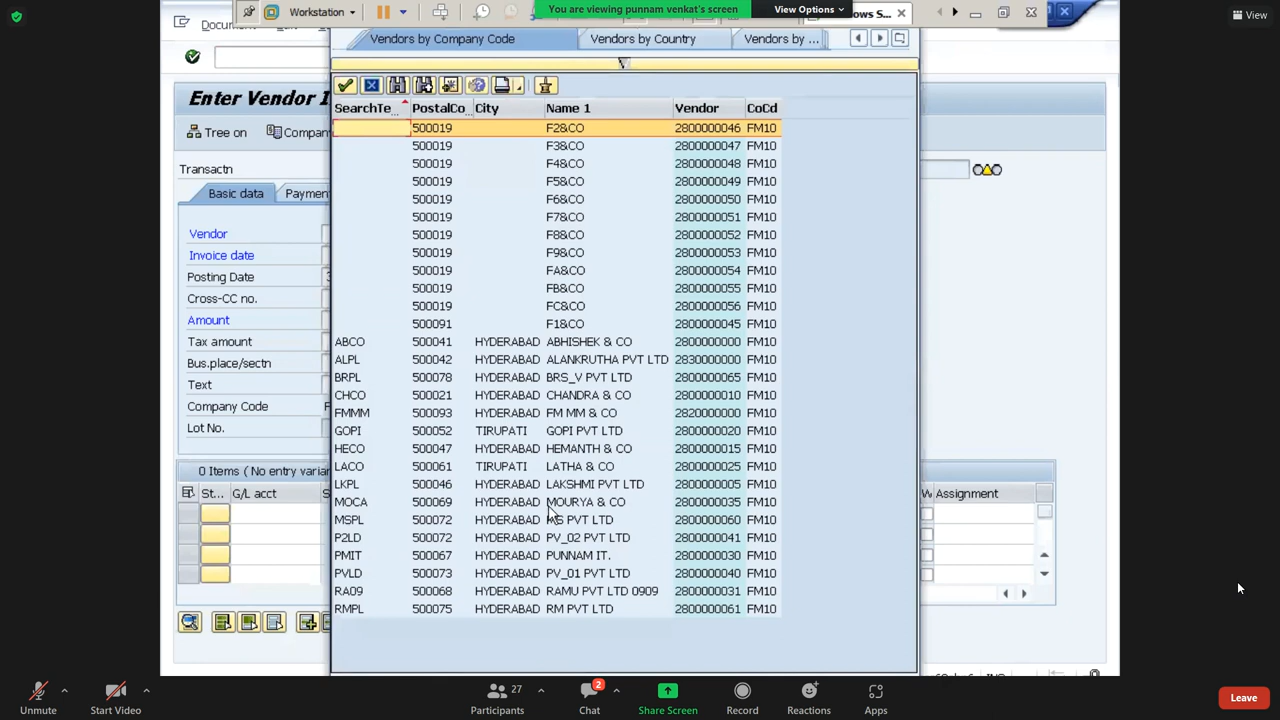 You are viewing punnam venkat's screen
View Options
View
Workstation
Vendors by Company Code
Vendors by Country
Vendors by ...
Enter Vendor I
Tree on
Compan
Transactn
Basic data
Payment
Vendor
Invoice date
Posting Date
Cross-CC no.
Amount
Tax amount
Bus.place/sectn
Text
Company Code F
Lot No.
0 Items ( No entry varian
St... G/L acct S
W Assignment
SearchTe... PostalCo... City Name 1 Vendor CoCd
500019 F2&CO 2800000046 FM10
500019 F3&CO 2800000047 FM10
500019 F4&CO 2800000048 FM10
500019 F5&CO 2800000049 FM10
500019 F6&CO 2800000050 FM10
500019 F7&CO 2800000051 FM10
500019 F8&CO 2800000052 FM10
500019 F9&CO 2800000053 FM10
500019 FA&CO 2800000054 FM10
500019 FB&CO 2800000055 FM10
500019 FC&CO 2800000056 FM10
500091 F1&CO 2800000045 FM10
ABCO 500041 HYDERABAD ABHISHEK & CO 2800000000 FM10
ALPL 500042 HYDERABAD ALANKRUTHA PVT LTD 2830000000 FM10
BRPL 500078 HYDERABAD BRS_V PVT LTD 2800000065 FM10
CHCO 500021 HYDERABAD CHANDRA & CO 2800000010 FM10
FMMM 500093 HYDERABAD FM MM & CO 2820000000 FM10
GOPI 500052 TIRUPATI GOPI PVT LTD 2800000020 FM10
HECO 500047 HYDERABAD HEMANTH & CO 2800000015 FM10
LACO 500061 TIRUPATI LATHA & CO 2800000025 FM10
LKPL 500046 HYDERABAD LAKSHMI PVT LTD 2800000005 FM10
MOCA 500069 HYDERABAD MOURYA & CO 2800000035 FM10
MSPL 500072 HYDERABAD MS PVT LTD 2800000060 FM10
P2LD 500072 HYDERABAD PV_02 PVT LTD 2800000041 FM10
PMIT 500067 HYDERABAD PUNNAM IT. 2800000030 FM10
PVLD 500073 HYDERABAD PV_01 PVT LTD 2800000040 FM10
RA09 500068 HYDERABAD RAMU PVT LTD 0909 2800000031 FM10
RMPL 500075 HYDERABAD RM PVT LTD 2800000061 FM10
Unmute
Start Video
27
Participants
2
Chat
Share Screen
Record
Reactions
Apps
Leave